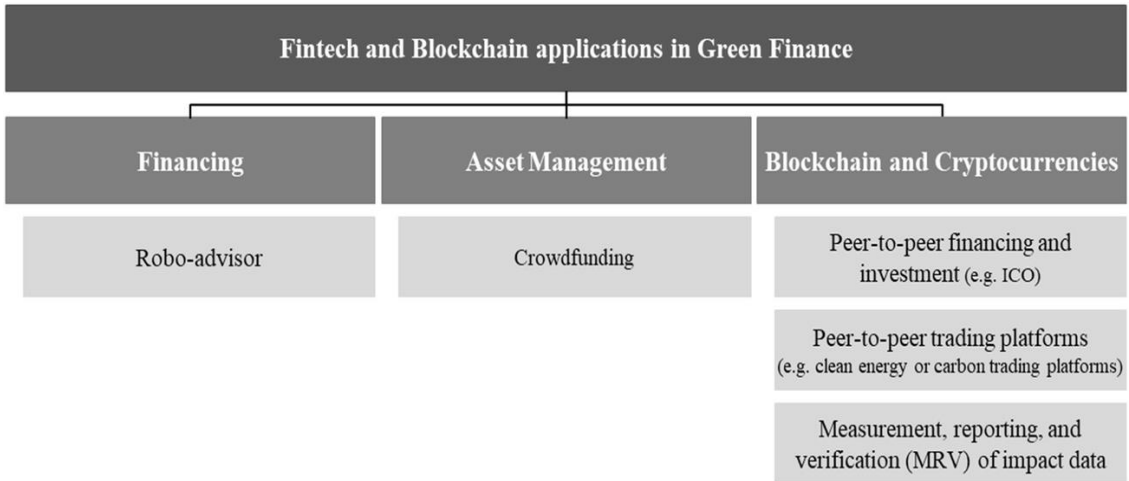 Fintech and Blockchain applications in Green Finance
Financing
Asset Management
Blockchain and Cryptocurrencies
Robo-advisor
Crowdfunding
Peer-to-peer financing and
investment (e.g. ICO)
Peer-to-peer trading platforms
(e.g. clean energy or carbon trading platforms)
Measurement, reporting, and
verification (MRV) of impact data